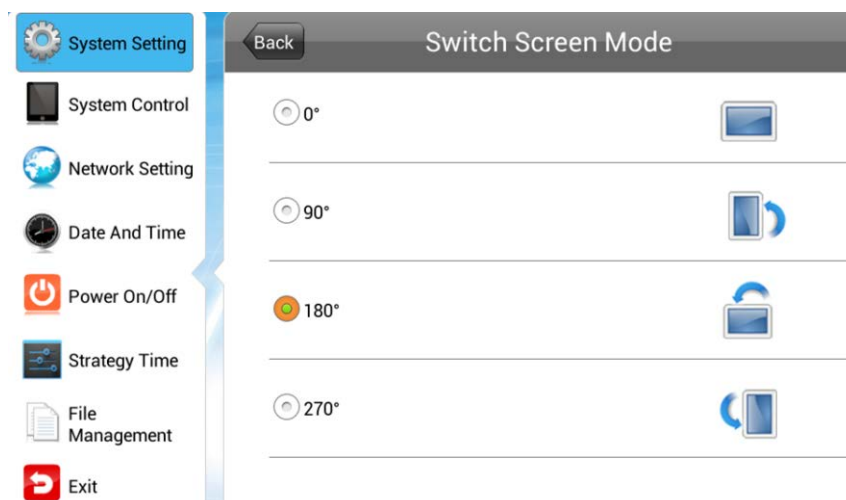 System Setting
System Control
Network Setting
Date And Time
Power On/Off
Strategy Time
File
Management
Exit
Back
Switch Screen Mode
0°
90°
180°
270°